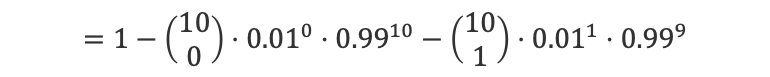 = 1 − (10 0) · 0.01⁰ · 0.99¹⁰ − (10 1) · 0.01¹ · 0.99⁹